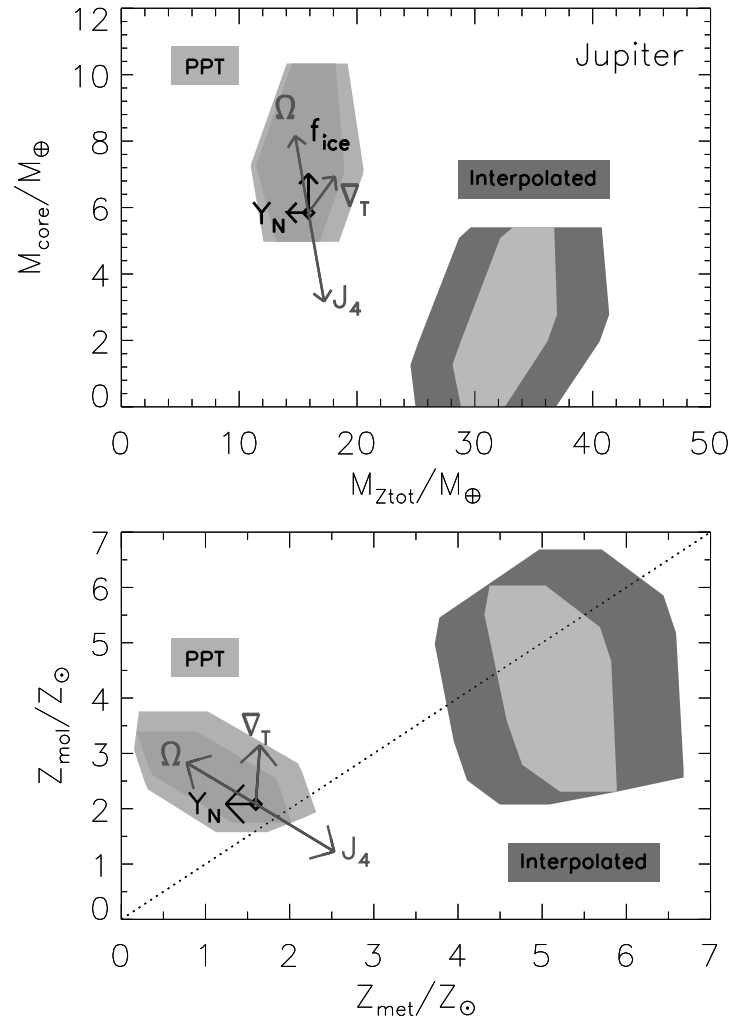 12
10
8
6
4
2
0
M_core/M_⊕
PPT
Jupiter
Ω
f_ice
∇_T
Y_N
J_4
Interpolated
0 10 20 30 40 50
M_Ztot/M_⊕
7
6
5
4
3
2
1
0
Z_mol/Z_⊙
PPT
∇_T
Ω
Y_N
J_4
Interpolated
0 1 2 3 4 5 6 7
Z_met/Z_⊙